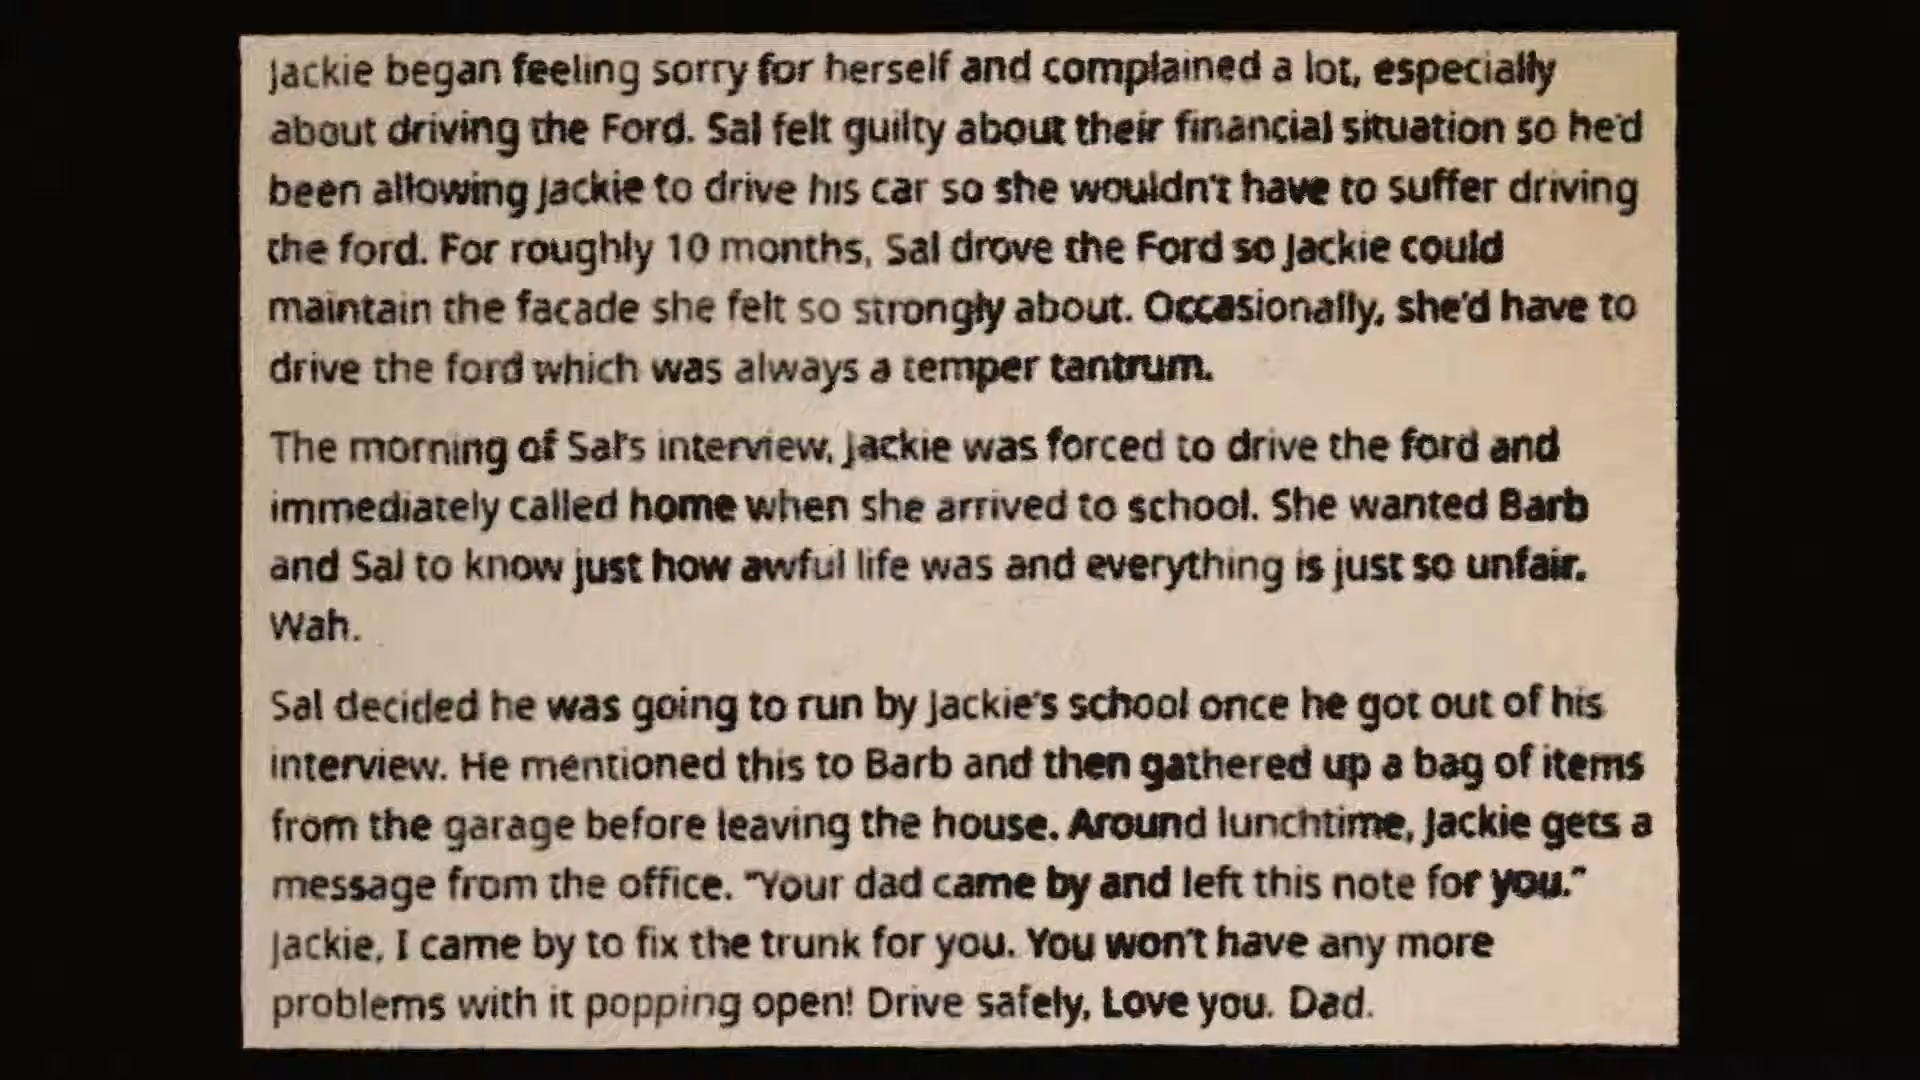 Jackie began feeling sorry for herself and complained a lot, especially
about driving the Ford. Sal felt guilty about their financial situation so he'd
been allowing Jackie to drive his car so she wouldn't have to suffer driving
the ford. For roughly 10 months, Sal drove the Ford so Jackie could
maintain the facade she felt so strongly about. Occasionally, she'd have to
drive the ford which was always a temper tantrum.
The morning of Sal's interview, Jackie was forced to drive the ford and
immediately called home when she arrived to school. She wanted Barb
and Sal to know just how awful life was and everything is just so unfair.
Wah.
Sal decided he was going to run by Jackie's school once he got out of his
interview. He mentioned this to Barb and then gathered up a bag of items
from the garage before leaving the house. Around lunchtime, Jackie gets a
message from the office. "Your dad came by and left this note for you."
Jackie, I came by to fix the trunk for you. You won't have any more
problems with it popping open! Drive safely, Love you. Dad.